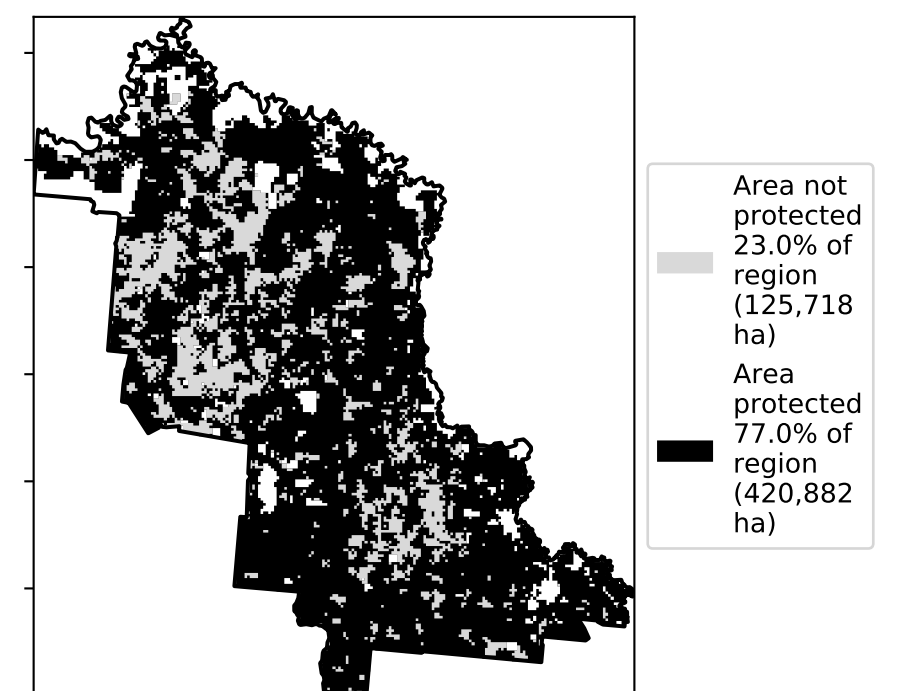 Area not
protected
23.0% of
region
(125,718
ha)
Area
protected
77.0% of
region
(420,882
ha)